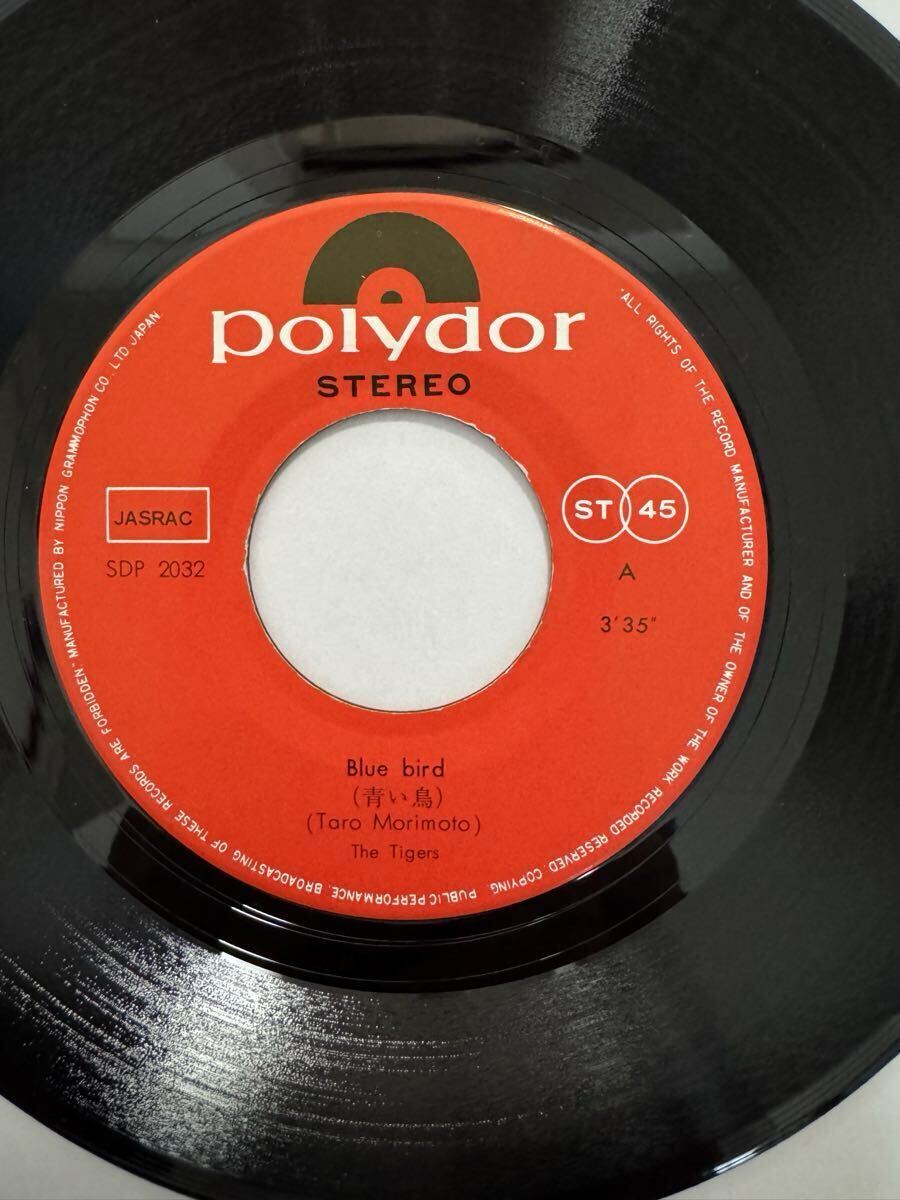 polydor
STEREO
JASRAC
SDP 2032
ST 45
A
3'35"
Blue bird
(青い鳥)
(Taro Morimoto)
The Tigers
ALL RIGHTS OF THE RECORD MANUFACTURER AND OF THE OWNER OF THE WORK RECORDED RESERVED. COPYING, PUBLIC PERFORMANCE, BROADCASTING OF THESE RECORDS ARE FORBIDDEN · MANUFACTURED BY NIPPON GRAMMOPHON CO. LTD JAPAN